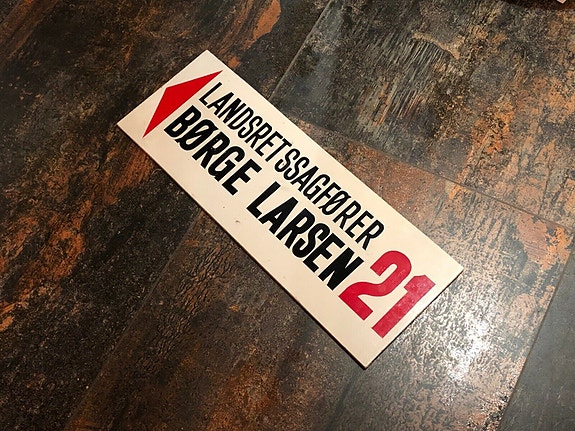 LANDSRETSSAGFØRER
BØRGE LARSEN 21